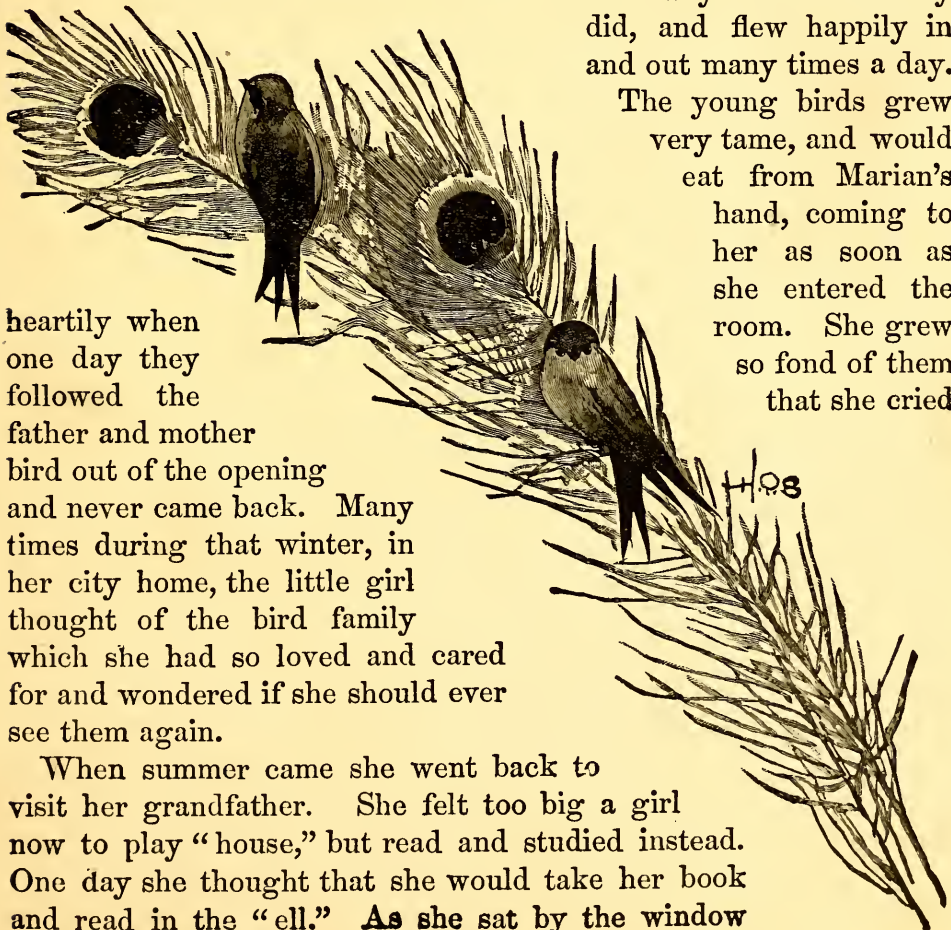 did, and flew happily in
and out many times a day.
The young birds grew
very tame, and would
eat from Marian's
hand, coming to
her as soon as
she entered the
room. She grew
so fond of them
that she cried
heartily when
one day they
followed the
father and mother
bird out of the opening
and never came back. Many
times during that winter, in
her city home, the little girl
thought of the bird family
which she had so loved and cared
for and wondered if she should ever
see them again.
When summer came she went back to
visit her grandfather. She felt too big a girl
now to play "house," but read and studied instead.
One day she thought that she would take her book
and read in the "ell." As she sat by the window